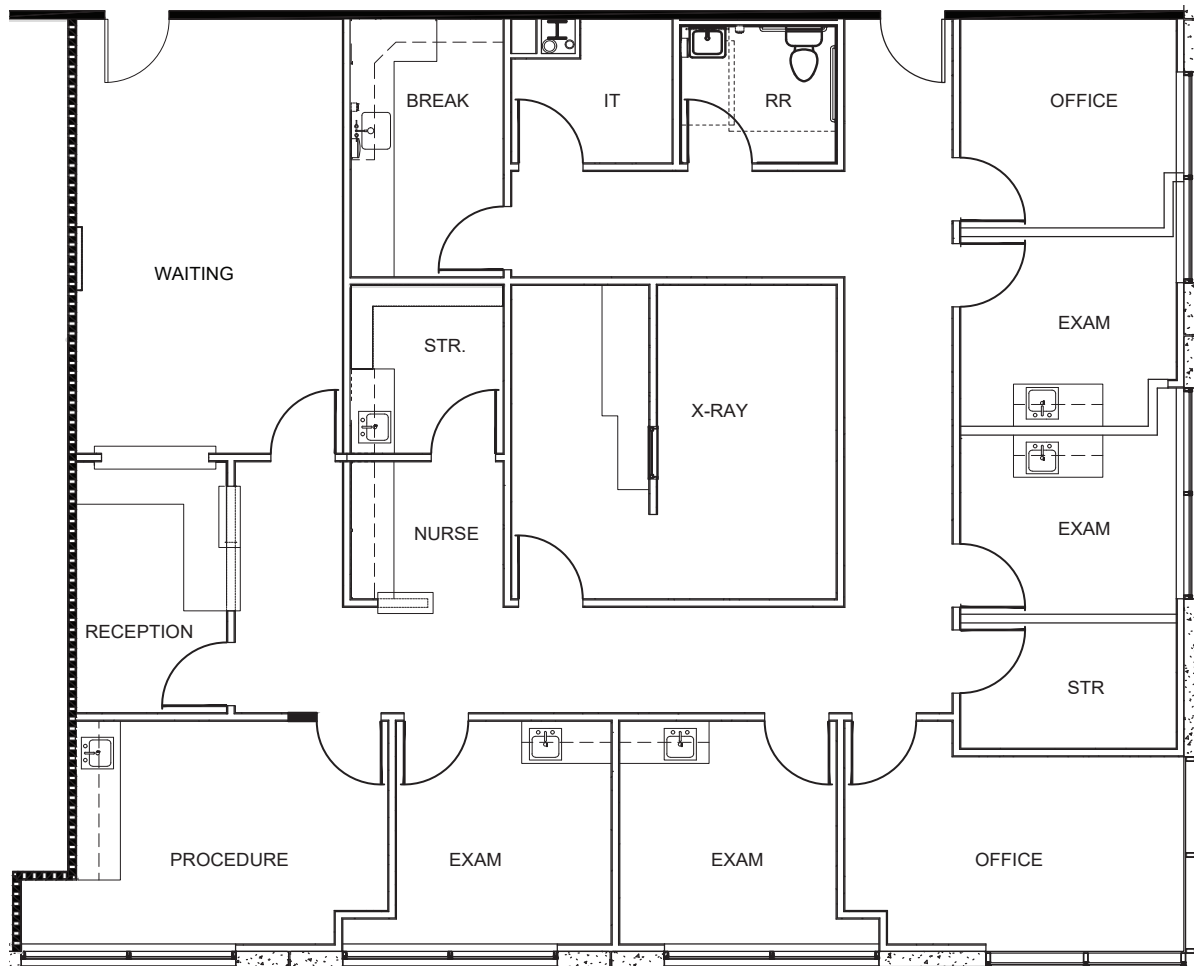 BREAK
IT
RR
OFFICE
WAITING
EXAM
STR.
X-RAY
NURSE
EXAM
RECEPTION
STR
PROCEDURE
EXAM
EXAM
OFFICE